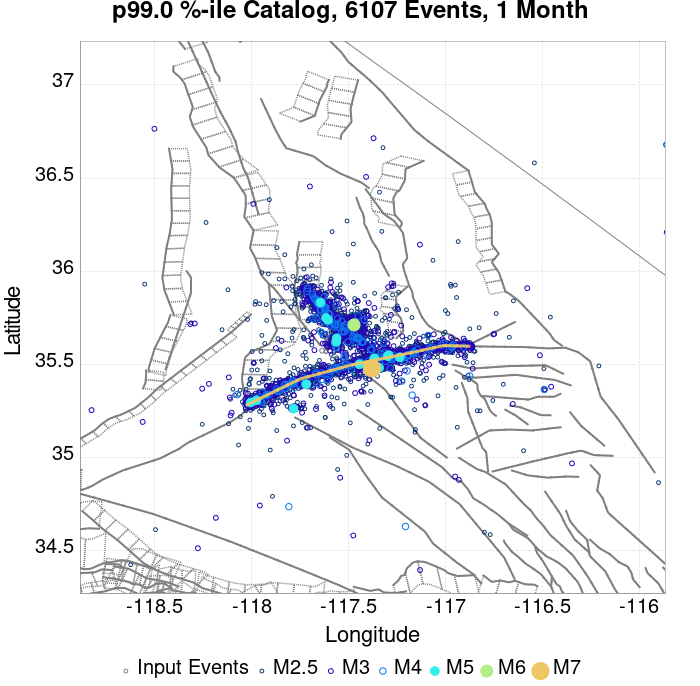 p99.0 %-ile Catalog, 6107 Events, 1 Month
37
36.5
36
35.5
35
34.5
Latitude
-118.5 -118 -117.5 -117 -116.5 -116
Longitude
Input Events M2.5 M3 M4 M5 M6 M7